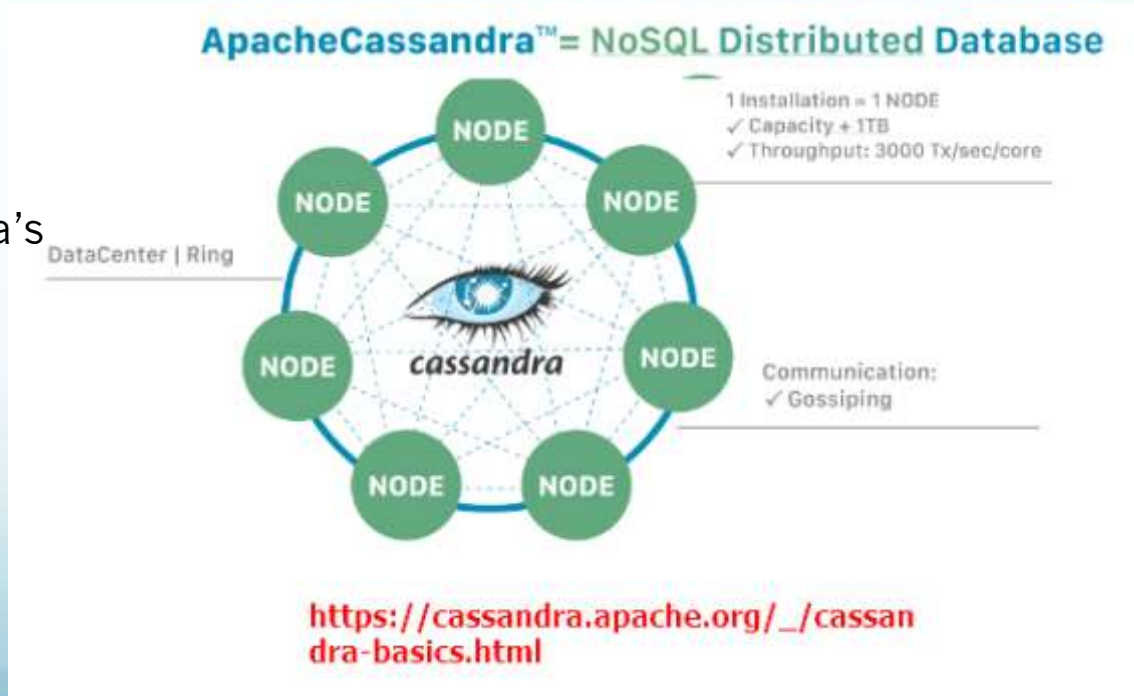 ApacheCassandra™= NoSQL Distributed Database
1 Installation = 1 NODE
✓ Capacity + 1TB
✓ Throughput: 3000 Tx/sec/core
NODE
NODE
NODE
a's
DataCenter | Ring
cassandra
NODE
NODE
Communication:
✓ Gossiping
NODE
NODE
https://cassandra.apache.org/_/cassan
dra-basics.html